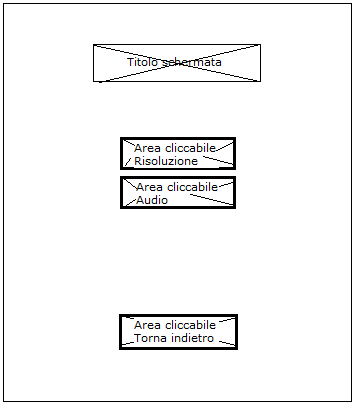 Titolo schermata
Area cliccabile
Risoluzione
Area cliccabile
Audio
Area cliccabile
Torna indietro